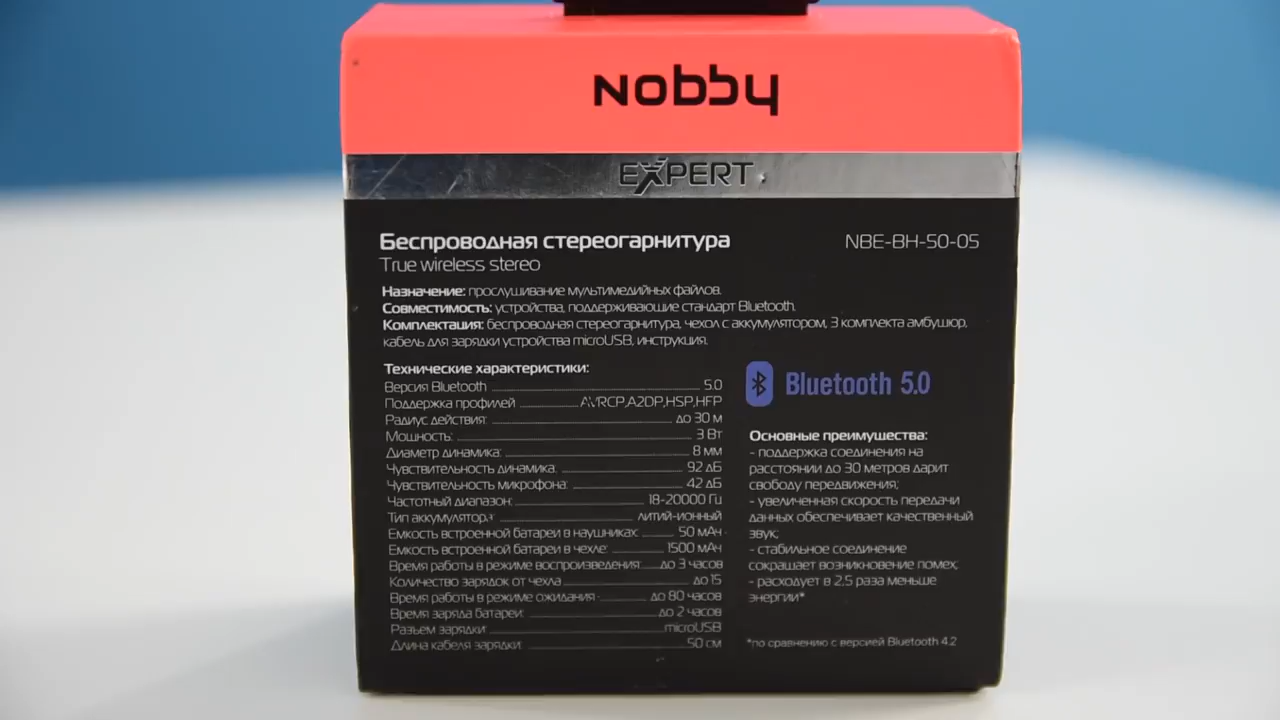 Nobby
EXPERT
Беспроводная стереогарнитура
NBE-BH-50-05
True wireless stereo
Назначение: прослушивание мультимедийных файлов.
Совместимость: устройства, поддерживающие стандарт Bluetooth.
Комплектация: беспроводная стереогарнитура, чехол с аккумулятором, 3 комплекта амбушюр,
кабель для зарядки устройства microUSB, инструкция.
Технические характеристики:
Версия Bluetooth 5.0
Поддержка профилей AVRCP,A2DP,HSP,HFP
Радиус действия: до 30 м
Мощность: 3 Вт
Диаметр динамика: 8 мм
Чувствительность динамика: 92 дБ
Чувствительность микрофона: 42 дБ
Частотный диапазон: 18-20000 Гц
Тип аккумулятора: литий-ионный
Емкость встроенной батареи в наушниках: 50 мАч
Емкость встроенной батареи в чехле: 1500 мАч
Время работы в режиме воспроизведения: до 3 часов
Количество зарядок от чехла до 15
Время работы в режиме ожидания: до 80 часов
Время заряда батареи: до 2 часов
Разъем зарядки: microUSB
Длина кабеля зарядки: 50 см
Bluetooth 5.0
Основные преимущества:
- поддержка соединения на
расстоянии до 30 метров дарит
свободу передвижения;
- увеличенная скорость передачи
данных обеспечивает качественный
звук;
- стабильное соединение
сокращает возникновение помех;
- расходует в 2,5 раза меньше
энергии*
*по сравнению с версией Bluetooth 4.2